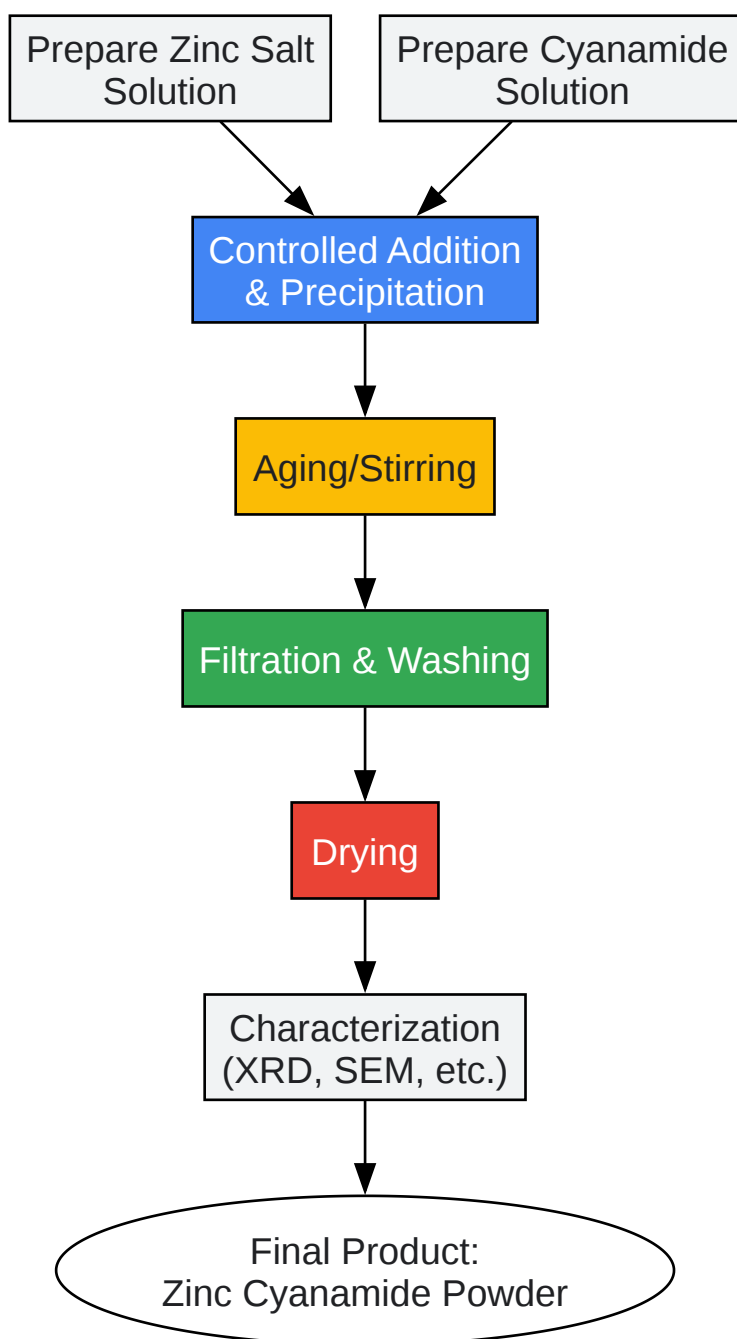 Prepare Zinc Salt
Solution
Prepare Cyanamide
Solution
Controlled Addition
& Precipitation
Aging/Stirring
Filtration & Washing
Drying
Characterization
(XRD, SEM, etc.)
Final Product:
Zinc Cyanamide Powder